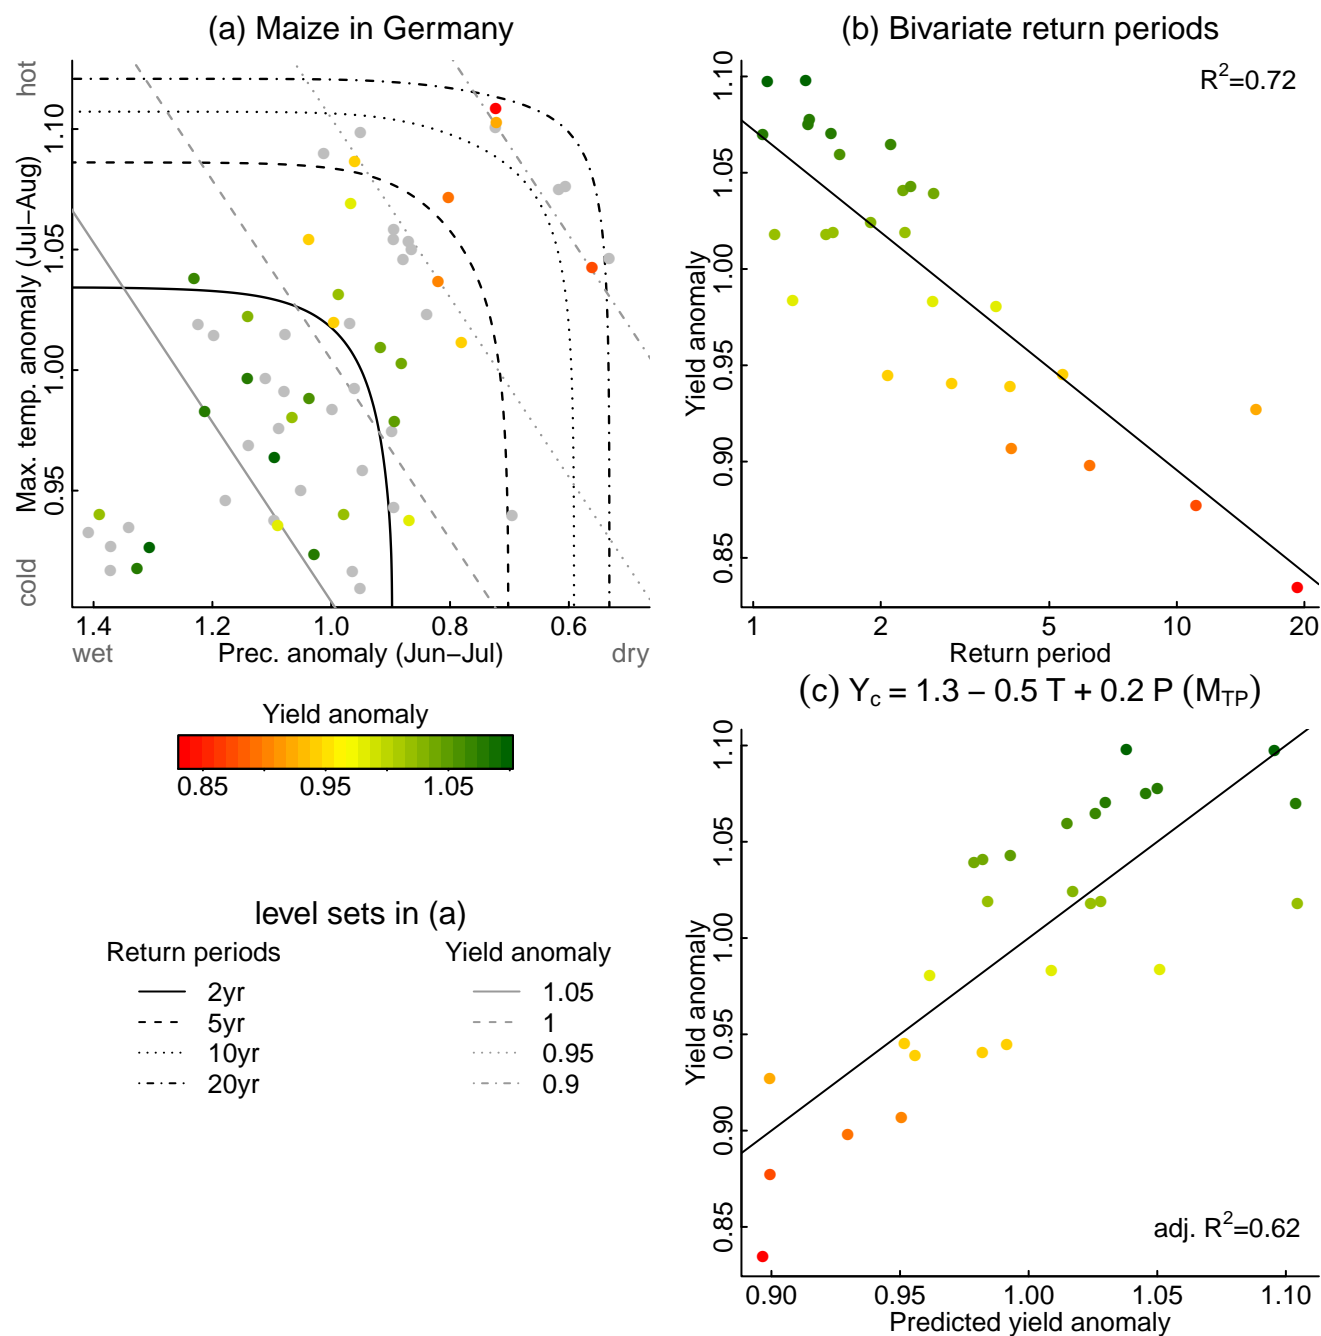 (a) Maize in Germany
Max. temp. anomaly (Jul−Aug)
hot
cold
1.10
1.05
1.00
0.95
1.4
1.2
1.0
0.8
0.6
wet
Prec. anomaly (Jun−Jul)
dry
(b) Bivariate return periods
R²=0.72
Yield anomaly
1.10
1.05
1.00
0.95
0.90
0.85
1
2
5
10
20
Return period
Yield anomaly
0.85
0.95
1.05
level sets in (a)
Return periods
2yr
5yr
10yr
20yr
Yield anomaly
1.05
1
0.95
0.9
(c) Yc = 1.3 − 0.5 T + 0.2 P (MTP)
Yield anomaly
1.10
1.05
1.00
0.95
0.90
0.85
adj. R²=0.62
0.90
0.95
1.00
1.05
1.10
Predicted yield anomaly